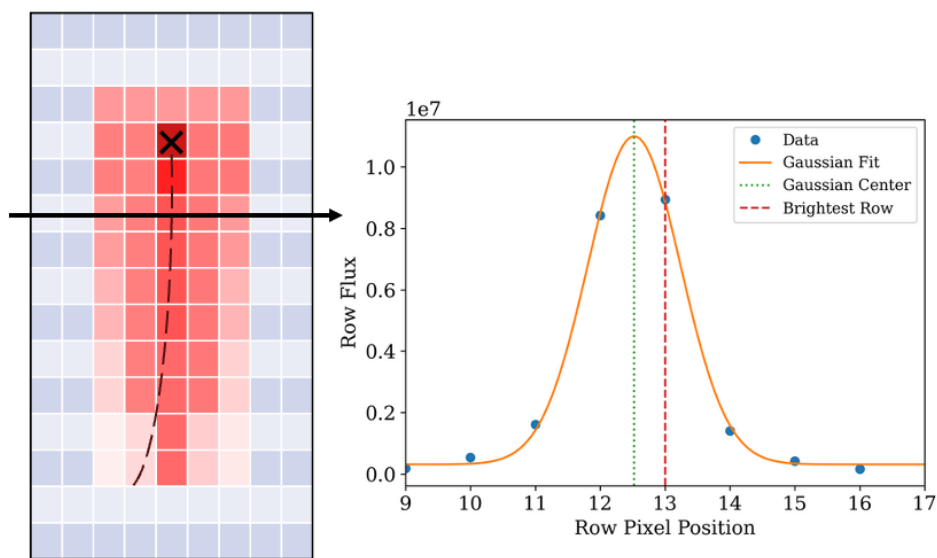 1e7
Data
Gaussian Fit
Gaussian Center
Brightest Row
1.0
0.8
0.6
0.4
0.2
0.0
Row Flux
9 10 11 12 13 14 15 16 17
Row Pixel Position